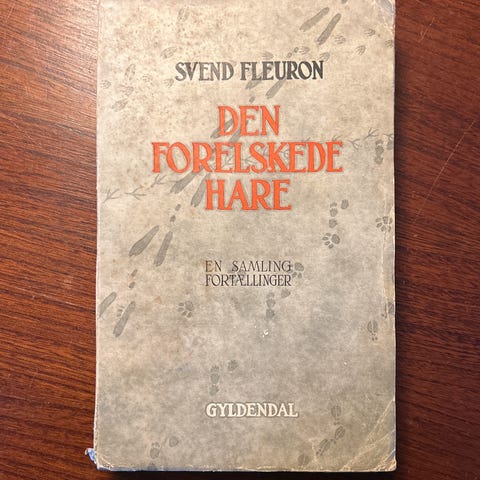 SVEND FLEURON
DEN
FORELSKEDE
HARE
EN SAMLING
FORTÆLLINGER
GYLDENDAL